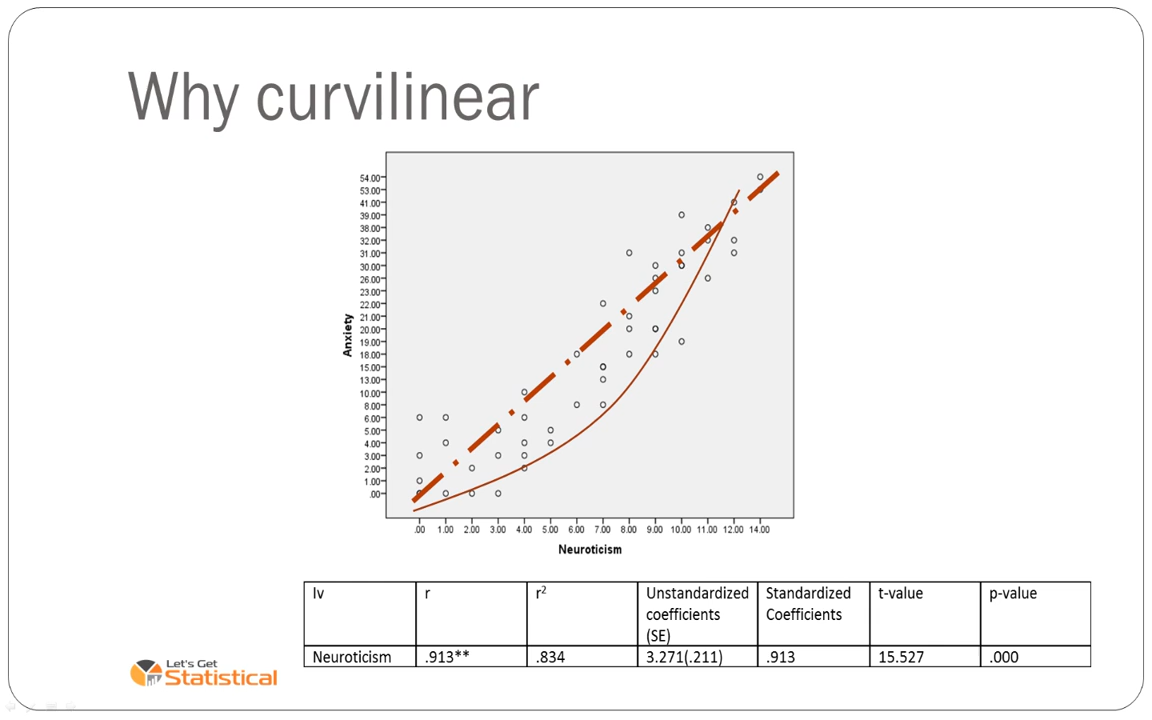 Why curvilinear
54.00
53.00
41.00
39.00
38.00
32.00
31.00
30.00
26.00
23.00
22.00
21.00
20.00
19.00
18.00
15.00
13.00
10.00
8.00
6.00
5.00
4.00
3.00
2.00
1.00
.00
Anxiety
.00 1.00 2.00 3.00 4.00 5.00 6.00 7.00 8.00 9.00 10.00 11.00 12.00 14.00
Neuroticism
Iv r r² Unstandardized Standardized t-value p-value
coefficients Coefficients
(SE)
Neuroticism .913** .834 3.271(.211) .913 15.527 .000
Let's Get
Statistical